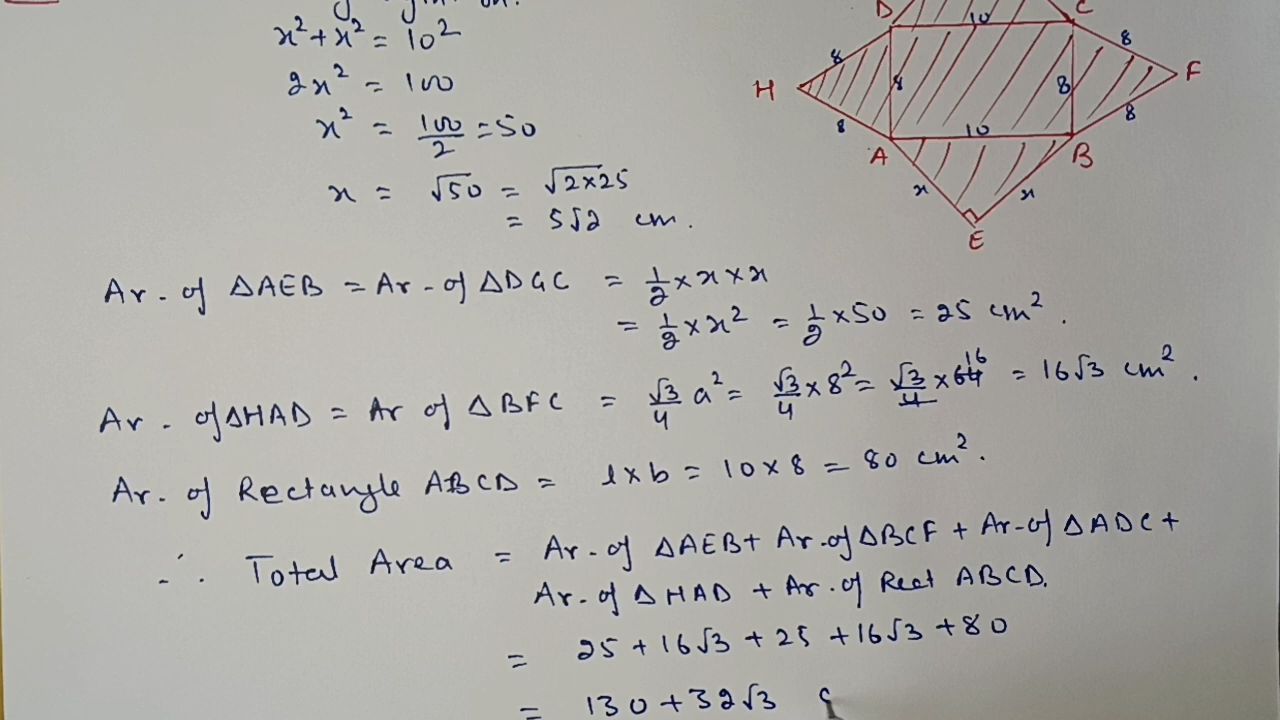 x² + x² = 10²
2x² = 100
x² = 100/2 = 50
x = √50 = √2×25
= 5√2 cm.
D 10 C
8 8
H 8 8 F
8 8
10
A B
x x
E
Ar. of ΔAEB = Ar. of ΔDGC = 1/2 × x × x
= 1/2 × x² = 1/2 × 50 = 25 cm².
Ar. of ΔHAD = Ar of ΔBFC = √3/4 a² = √3/4 × 8² = √3/4 × 64 16 = 16√3 cm².
Ar. of Rectangle ABCD = l × b = 10 × 8 = 80 cm².
∴ Total Area = Ar. of ΔAEB + Ar. of ΔBCF + Ar. of ΔADC +
Ar. of ΔHAD + Ar. of Rect ABCD.
= 25 + 16√3 + 25 + 16√3 + 80
= 130 + 32√3